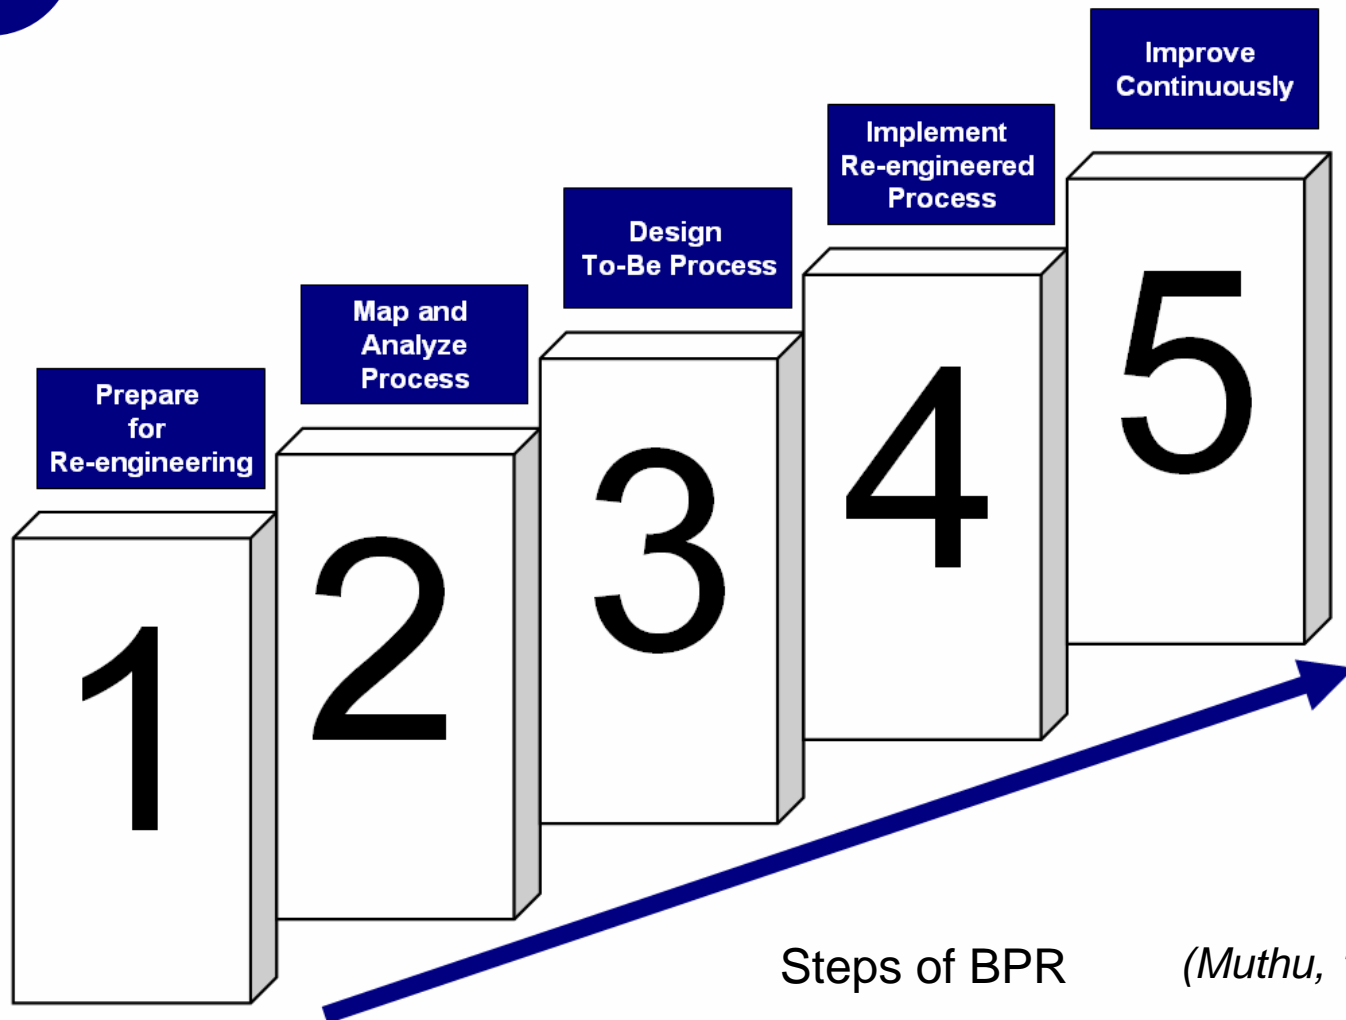 Prepare
for
Re-engineering
1
Map and
Analyze
Process
2
Design
To-Be Process
3
Implement
Re-engineered
Process
4
Improve
Continuously
5
Steps of BPR
(Muthu,